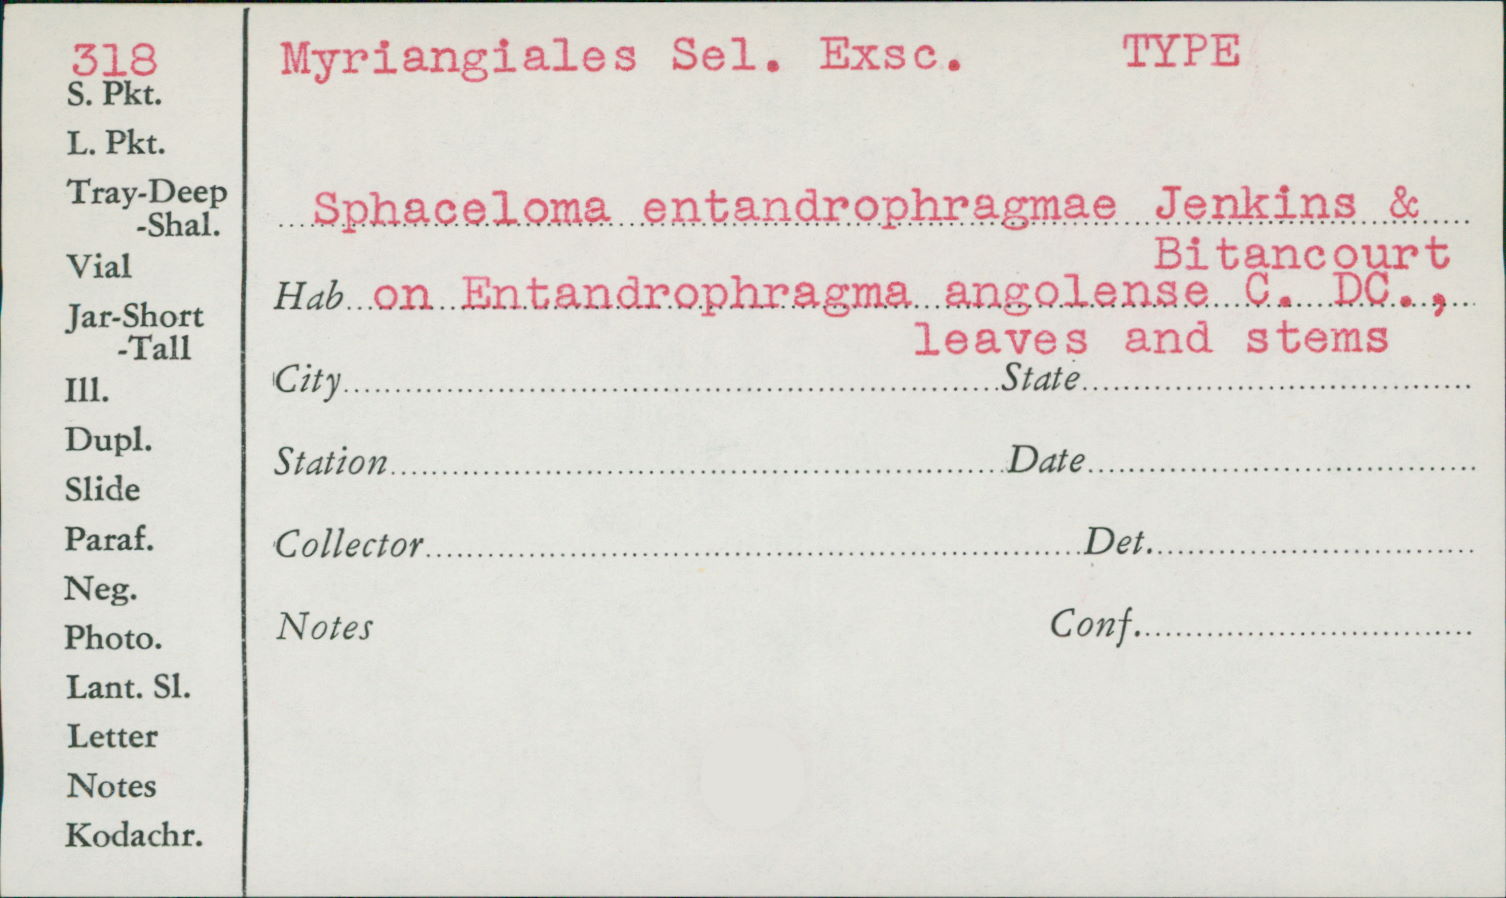 318
S. Pkt.
L. Pkt.
Tray-Deep
-Shal.
Vial
Jar-Short
-Tall
Ill.
Dupl.
Slide
Paraf.
Neg.
Photo.
Lant. Sl.
Letter
Notes
Kodachr.
Myriangiales Sel. Exsc. TYPE
Sphaceloma entandrophragmae Jenkins &
Bitancourt
Hab on Entandrophragma angolense C. DC.,
leaves and stems
City State
Station Date
Collector Det.
Notes Conf.